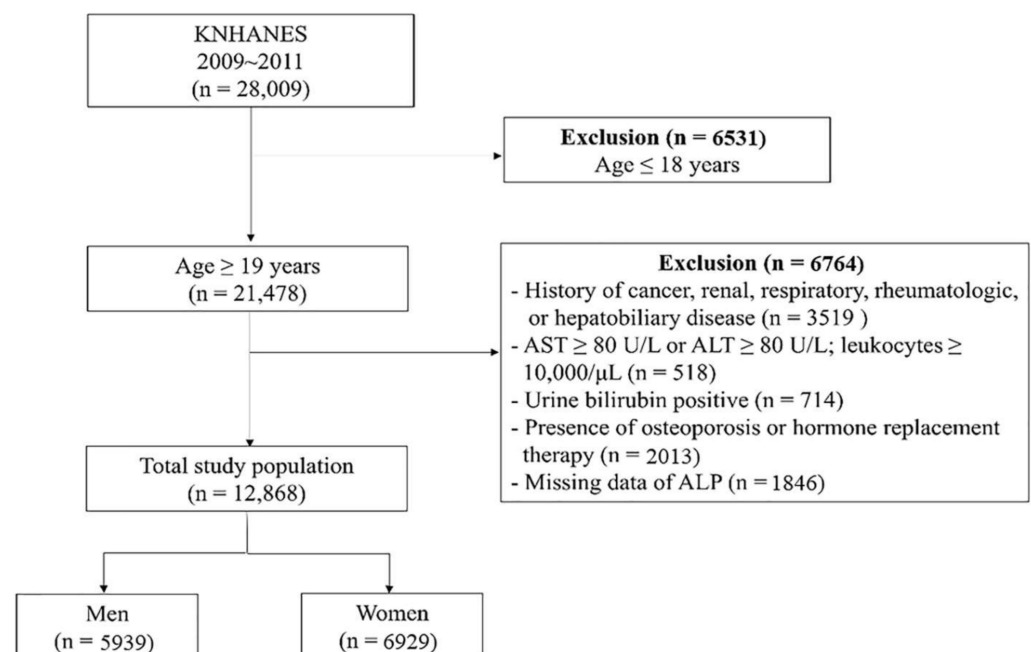 KNHANES
2009~2011
(n = 28,009)
Exclusion (n = 6531)
Age ≤ 18 years
Age ≥ 19 years
(n = 21,478)
Exclusion (n = 6764)
- History of cancer, renal, respiratory, rheumatologic,
or hepatobiliary disease (n = 3519 )
- AST ≥ 80 U/L or ALT ≥ 80 U/L; leukocytes ≥
10,000/μL (n = 518)
- Urine bilirubin positive (n = 714)
- Presence of osteoporosis or hormone replacement
therapy (n = 2013)
- Missing data of ALP (n = 1846)
Total study population
(n = 12,868)
Men
(n = 5939)
Women
(n = 6929)